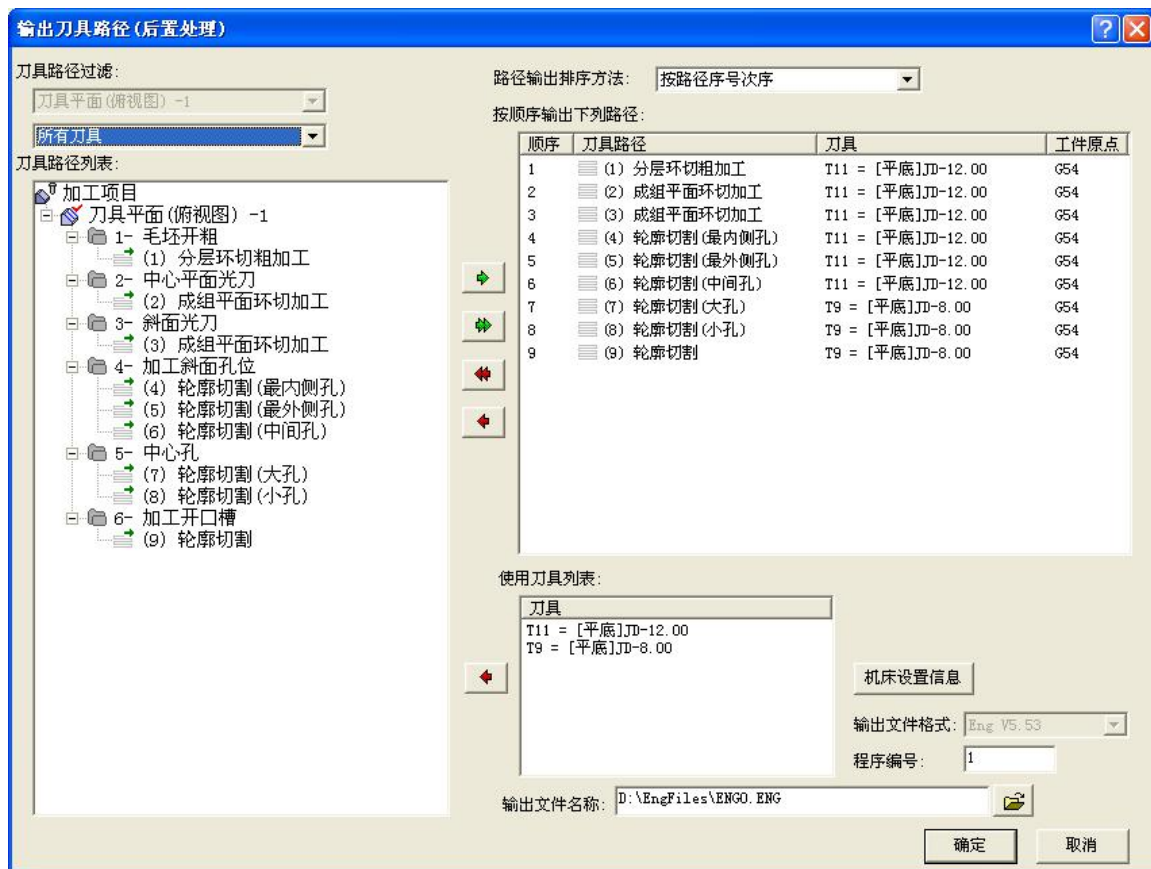 输出刀具路径(后置处理)
刀具路径过滤:
刀具平面(俯视图) -1
所有刀具
刀具路径列表:
加工项目
刀具平面(俯视图) -1
1- 毛坯开粗
(1) 分层环切粗加工
2- 中心平面光刀
(2) 成组平面环切加工
3- 斜面光刀
(3) 成组平面环切加工
4- 加工斜面孔位
(4) 轮廓切割(最内侧孔)
(5) 轮廓切割(最外侧孔)
(6) 轮廓切割(中间孔)
5- 中心孔
(7) 轮廓切割(大孔)
(8) 轮廓切割(小孔)
6- 加工开口槽
(9) 轮廓切割
路径输出排序方法: 按路径序号次序
按顺序输出下列路径:
顺序 刀具路径 刀具 工件原点
1 (1) 分层环切粗加工 T11 = [平底]JD-12.00 G54
2 (2) 成组平面环切加工 T11 = [平底]JD-12.00 G54
3 (3) 成组平面环切加工 T11 = [平底]JD-12.00 G54
4 (4) 轮廓切割(最内侧孔) T11 = [平底]JD-12.00 G54
5 (5) 轮廓切割(最外侧孔) T11 = [平底]JD-12.00 G54
6 (6) 轮廓切割(中间孔) T11 = [平底]JD-12.00 G54
7 (7) 轮廓切割(大孔) T9 = [平底]JD-8.00 G54
8 (8) 轮廓切割(小孔) T9 = [平底]JD-8.00 G54
9 (9) 轮廓切割 T9 = [平底]JD-8.00 G54
使用刀具列表:
刀具
T11 = [平底]JD-12.00
T9 = [平底]JD-8.00
机床设置信息
输出文件格式: Eng V5.53
程序编号: 1
输出文件名称: D:\EngFiles\ENG0.ENG
确定 取消